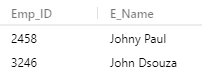 Emp_ID E_Name
2458 Johny Paul
3246 John Dsouza